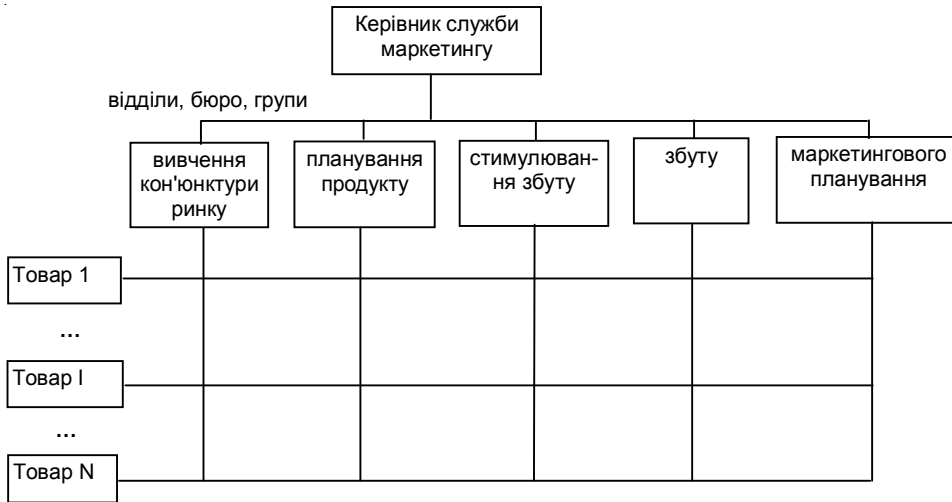 Керівник служби
маркетингу
відділи, бюро, групи
вивчення
кон'юнктури
ринку
планування
продукту
стимулюван-
ня збуту
збуту
маркетингового
планування
Товар 1
...
Товар I
...
Товар N